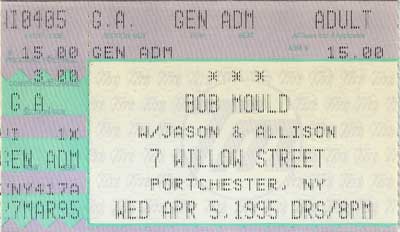 NI0405 G.A. GEN ADM ADULT
15.00 GEN ADM 15.00
3.00 ***
G.A. BOB MOULD
W/JASON & ALLISON
1X 7 WILLOW STREET
GEN ADM PORTCHESTER, NY
CNY417A
27MAR95 WED APR 5,1995 DRS/8PM